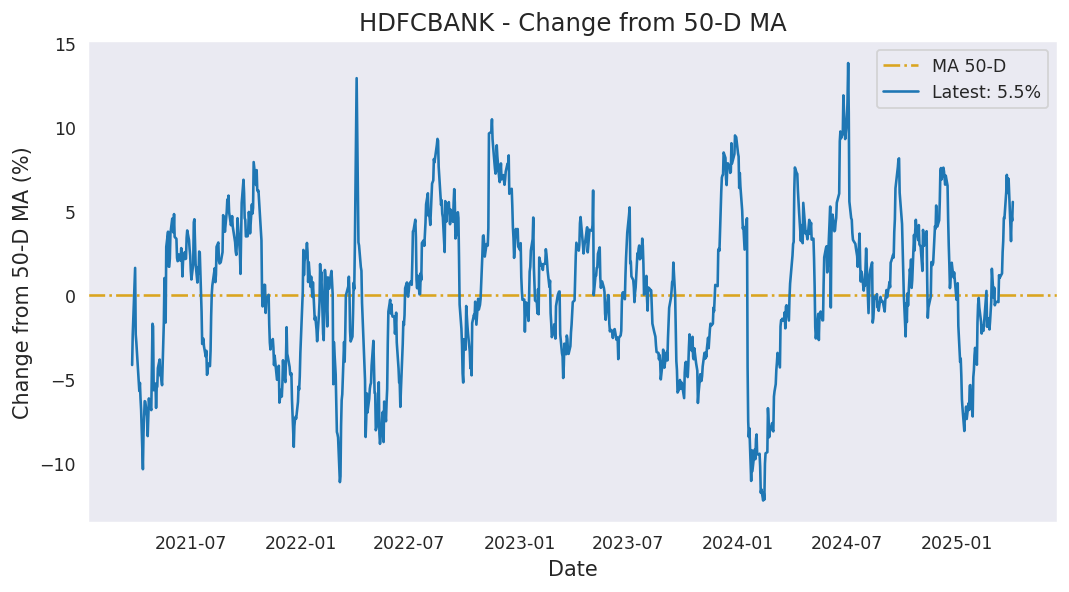 HDFCBANK - Change from 50-D MA
Change from 50-D MA (%)
15
10
5
0
−5
−10
MA 50-D
Latest: 5.5%
2021-07
2022-01
2022-07
2023-01
2023-07
2024-01
2024-07
2025-01
Date